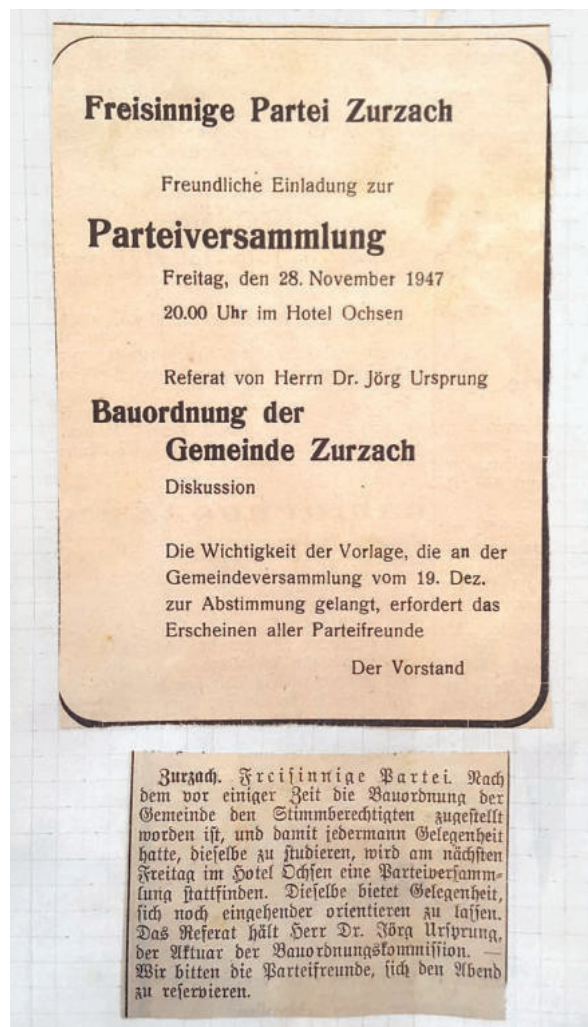 Freisinnige Partei Zurzach
Freundliche Einladung zur
Parteiversammlung
Freitag, den 28. November 1947
20.00 Uhr im Hotel Ochsen
Referat von Herrn Dr. Jörg Ursprung
Bauordnung der
Gemeinde Zurzach
Diskussion
Die Wichtigkeit der Vorlage, die an der
Gemeindeversammlung vom 19. Dez.
zur Abstimmung gelangt, erfordert das
Erscheinen aller Parteifreunde
Der Vorstand
Zurzach. Freisinnige Partei. Nach
dem vor einiger Zeit die Bauordnung der
Gemeinde den Stimmberechtigten zugestellt
worden ist, und damit jedermann Gelegenheit
hatte, dieselbe zu studieren, wird am nächsten
Freitag im Hotel Ochsen eine Parteiversamm-
lung stattfinden. Dieselbe bietet Gelegenheit,
sich noch eingehender orientieren zu lassen.
Das Referat hält Herr Dr. Jörg Ursprung,
der Aktuar der Bauordnungskommission. —
Wir bitten die Parteifreunde, sich den Abend
zu reservieren.